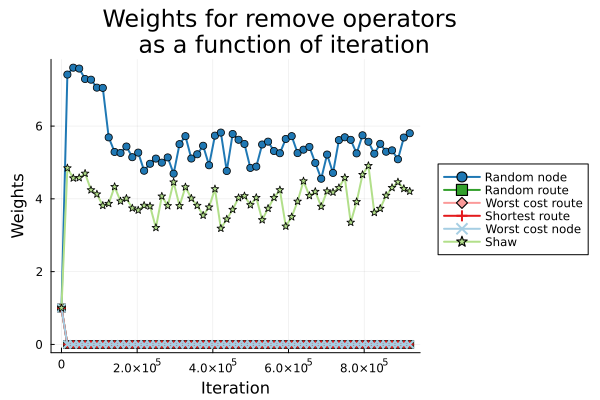 Weights for remove operators
as a function of iteration
Weights
6
4
2
0
0
2.0×10⁵
4.0×10⁵
6.0×10⁵
8.0×10⁵
Iteration
Random node
Random route
Worst cost route
Shortest route
Worst cost node
Shaw